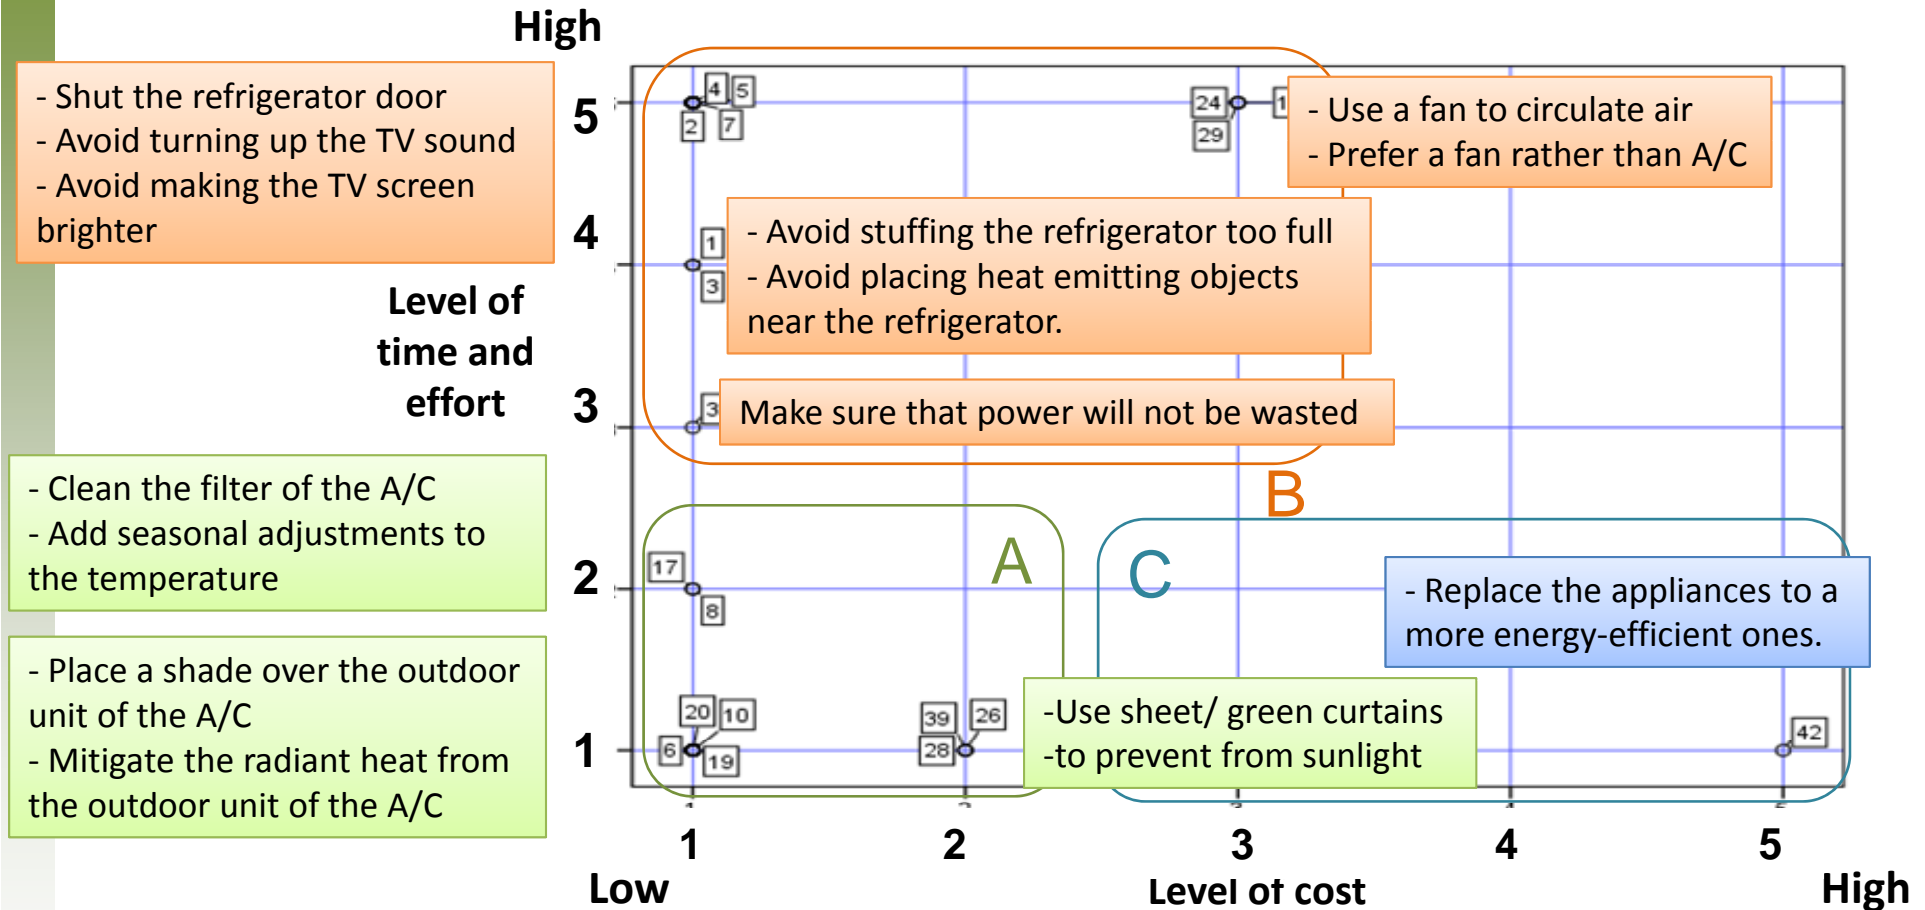 High
- Shut the refrigerator door
- Avoid turning up the TV sound
- Avoid making the TV screen
brighter
5
4
5
2
7
24
29
- Use a fan to circulate air
- Prefer a fan rather than A/C
4
1
3
- Avoid stuffing the refrigerator too full
- Avoid placing heat emitting objects
near the refrigerator.
Level of
time and
effort
3
Make sure that power will not be wasted
B
- Clean the filter of the A/C
- Add seasonal adjustments to
the temperature
2
17
8
A
C
- Replace the appliances to a
more energy-efficient ones.
- Place a shade over the outdoor
unit of the A/C
- Mitigate the radiant heat from
the outdoor unit of the A/C
1
20
10
6
19
39
26
28
-Use sheet/ green curtains
-to prevent from sunlight
42
1
2
3
4
5
Low
Level of cost
High